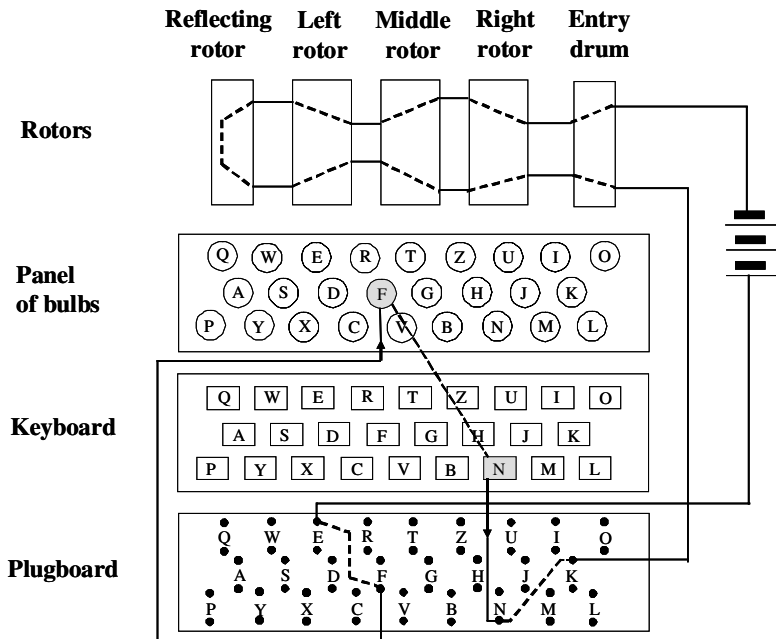 Reflecting rotor
Left rotor
Middle rotor
Right rotor
Entry drum
Rotors
Panel of bulbs
Q W E R T Z U I O
A S D F G H J K
P Y X C V B N M L
Keyboard
Q W E R T Z U I O
A S D F G H J K
P Y X C V B N M L
Plugboard
Q W E R T Z U I O
A S D F G H J K
P Y X C V B N M L